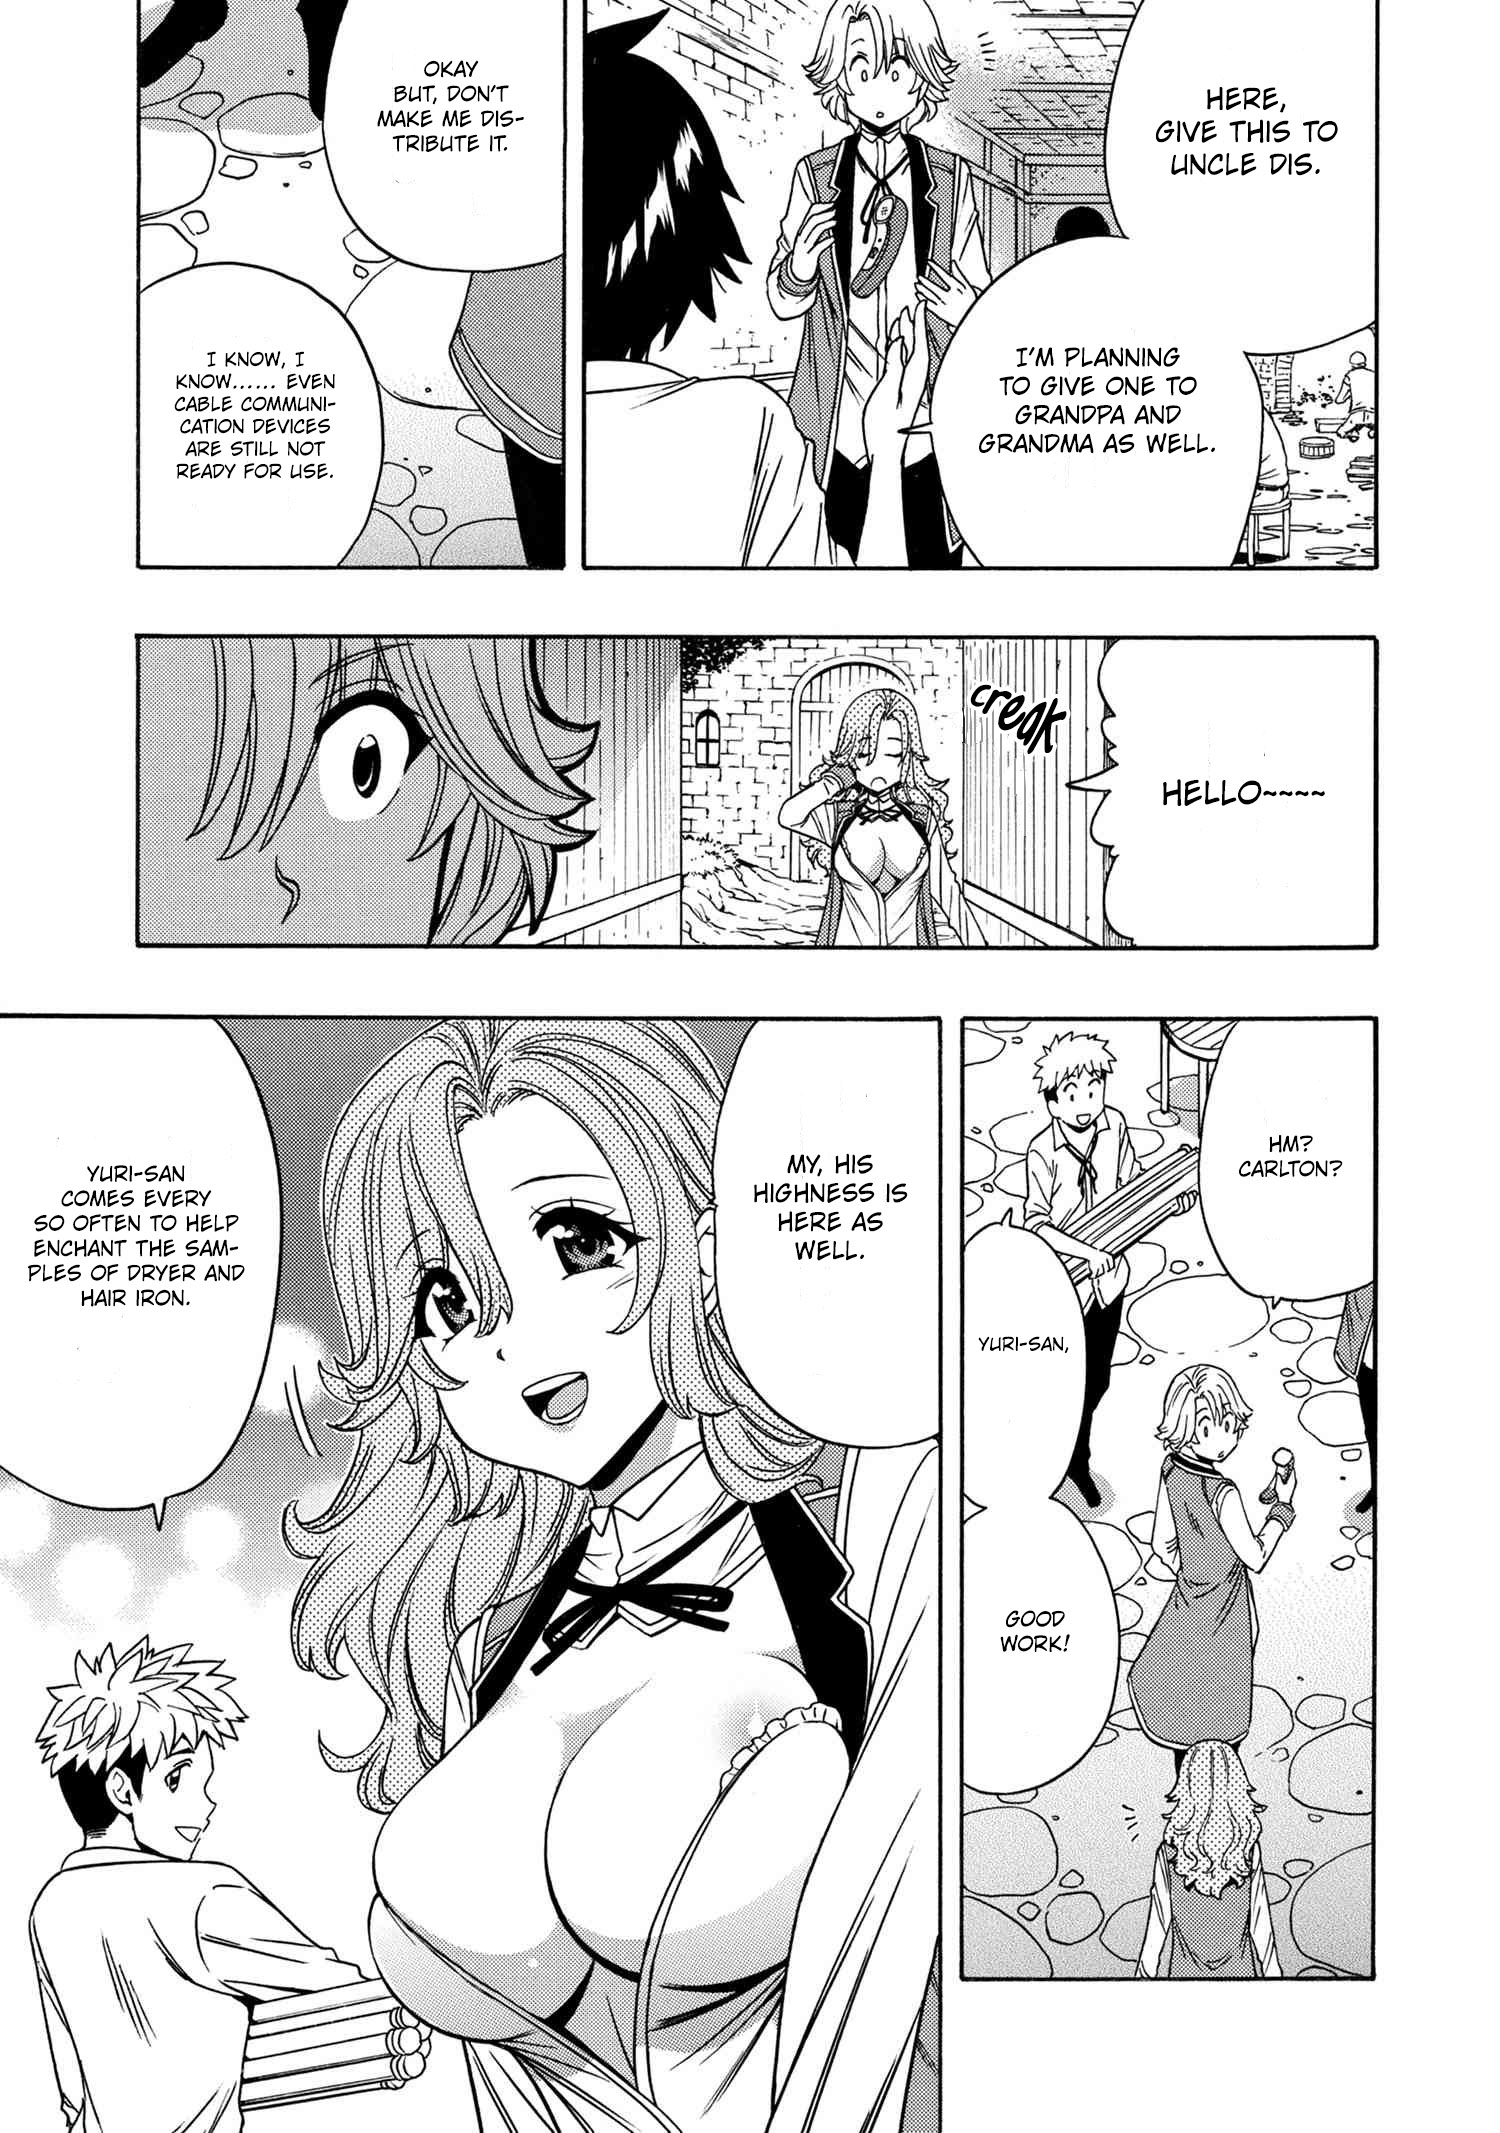 HERE,
GIVE THIS TO
UNCLE DIS.
I'M PLANNING
TO GIVE ONE TO
GRANDPA AND
GRANDMA AS WELL.
OKAY
BUT, DON'T
MAKE ME DIS-
TRIBUTE IT.
I KNOW, I
KNOW...... EVEN
CABLE COMMUNI-
CATION DEVICES
ARE STILL NOT
READY FOR USE.
HELLO~~~~
creak
HM?
CARLTON?
YURI-SAN,
GOOD
WORK!
MY, HIS
HIGHNESS IS
HERE AS
WELL.
YURI-SAN
COMES EVERY
SO OFTEN TO HELP
ENCHANT THE SAM-
PLES OF DRYER AND
HAIR IRON.